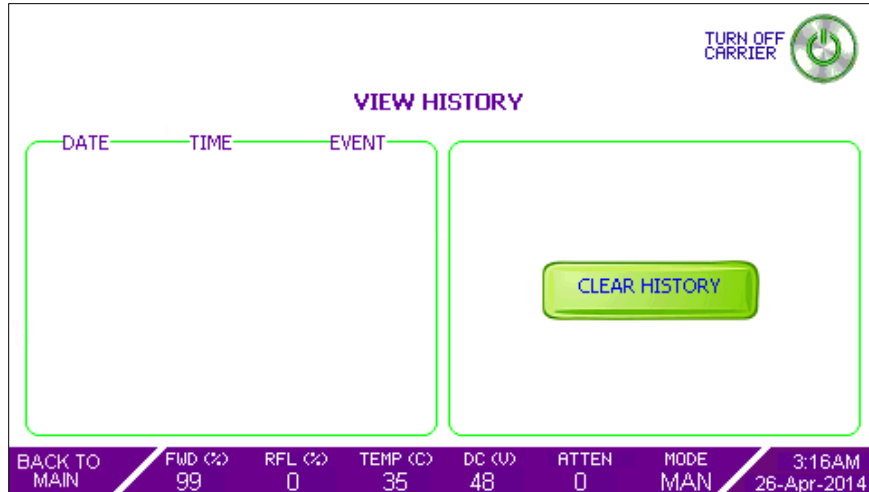 TURN OFF
CARRIER
VIEW HISTORY
DATE TIME EVENT
CLEAR HISTORY
BACK TO MAIN
FWD (%) RFL (%) TEMP (C) DC (V) ATTEN MODE 3:16AM
99 0 35 48 0 MAN 26-Apr-2014